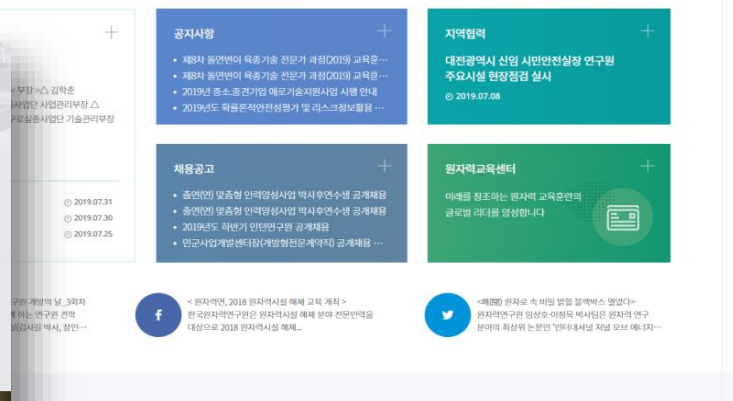 <부장>△ 김학준
사업단 사업관리부장 △
구로실증사업단 기술관리부장
2019.07.31
2019.07.30
2019.07.25
공지사항
• 제8차 돌연변이 육종기술 전문가 과정(2019) 교육훈…
• 제8차 돌연변이 육종기술 전문가 과정(2019) 교육훈…
• 2019년 중소.중견기업 애로기술지원사업 시행 안내
• 2019년도 확률론적안전성평가 및 리스크정보활용 …
지역협력
대전광역시 신임 시민안전실장 연구원
주요시설 현장점검 실시
2019.07.08
채용공고
• 출연(연) 맞춤형 인력양성사업 박사후연수생 공개채용
• 출연(연) 맞춤형 인력양성사업 박사후연수생 공개채용
• 2019년도 하반기 인턴연구원 공개채용
• 민군사업개발센터장(개방형전문계약직) 공개채용 …
원자력교육센터
미래를 창조하는 원자력 교육훈련의
글로벌 리더를 양성합니다
구원 개방의 날_3회차
께 하는 연구원 견학
실(김사길 박사, 장인…
f
< 원자력연, 2018 원자력시설 해체 교육 개최 >
한국원자력연구원은 원자력시설 해체 분야 전문인력을
대상으로 2018 원자력시설 해체...
원자로 속 비밀 밝힐 블랙박스 열었다>
원자력연구원 임상호·이정묵 박사팀은 원자력 연구
분야의 최상위 논문인 '인터내셔널 저널 오브 에너지…